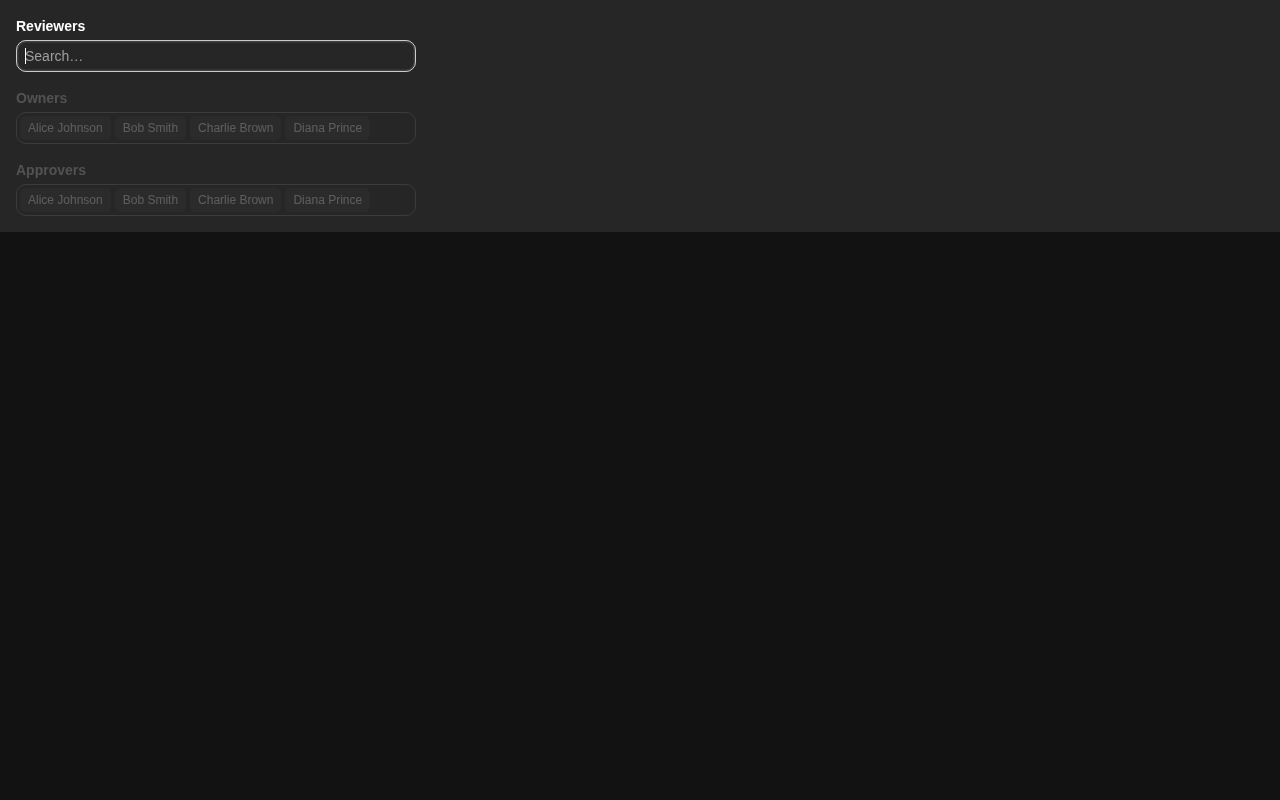 Reviewers
Search…
Owners
Alice Johnson Bob Smith Charlie Brown Diana Prince
Approvers
Alice Johnson Bob Smith Charlie Brown Diana Prince